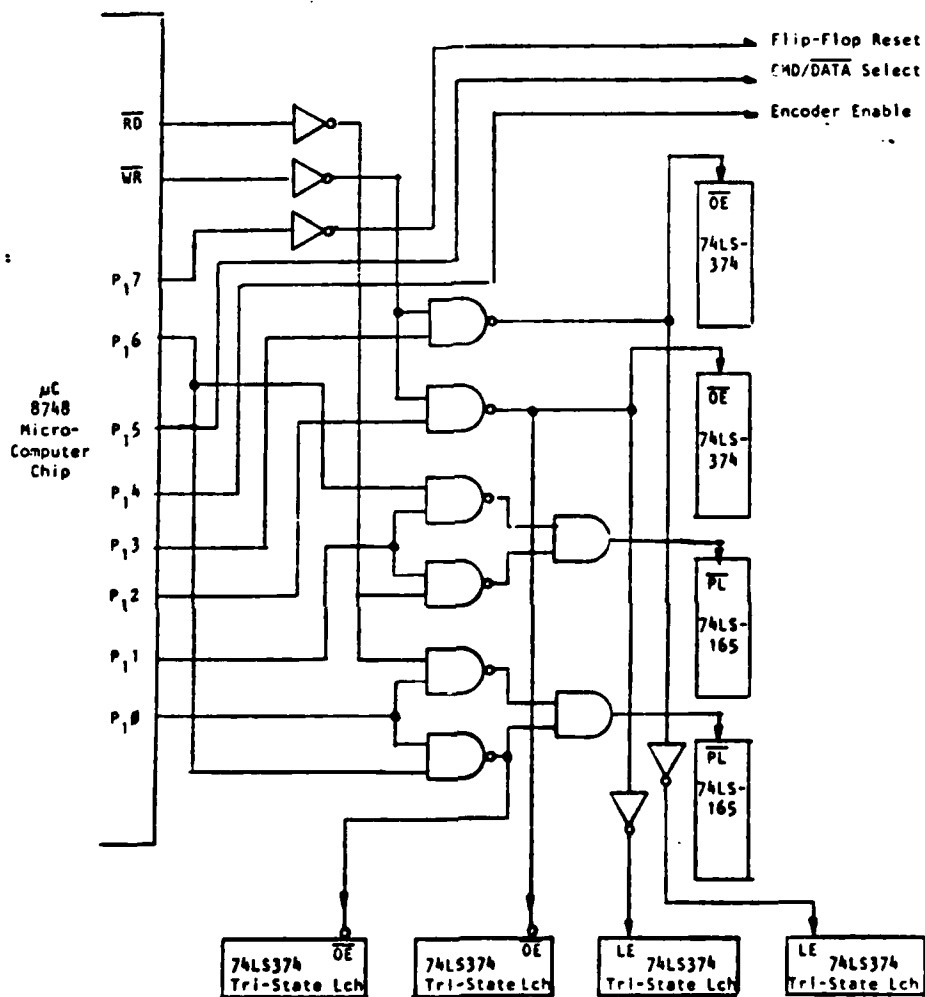 Flip-Flop Reset
CMD/DATA Select
Encoder Enable
RD
WR
P₁7
P₁6
P₁5
P₁4
P₁3
P₁2
P₁1
P₁0
μC
8748
Micro-
Computer
Chip
OE
74LS-
374
OE
74LS-
374
PL
74LS-
165
PL
74LS-
165
OE
74LS374
Tri-State Lch
OE
74LS374
Tri-State Lch
LE
74LS374
Tri-State Lch
LE
74LS374
Tri-State Lch